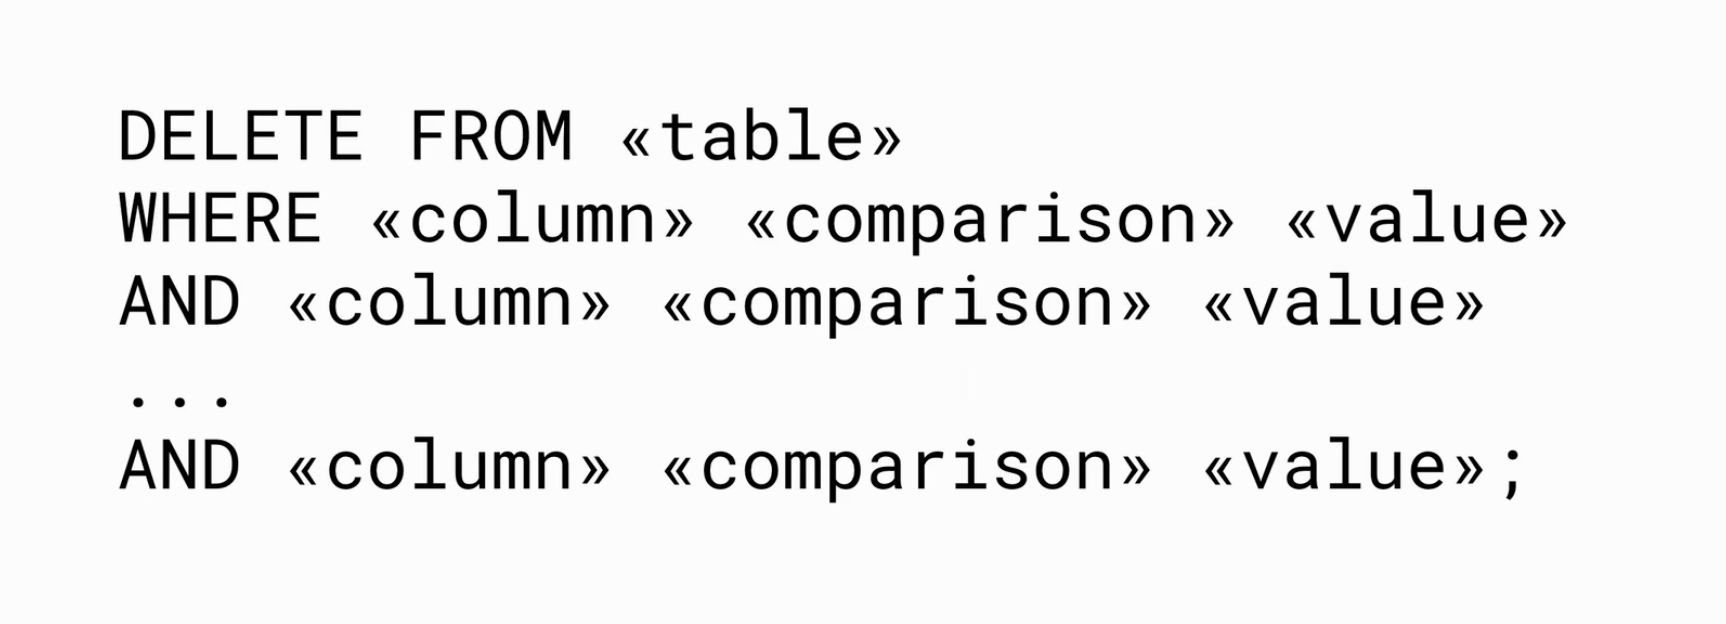 DELETE FROM «table»
WHERE «column» «comparison» «value»
AND «column» «comparison» «value»
...
AND «column» «comparison» «value»;